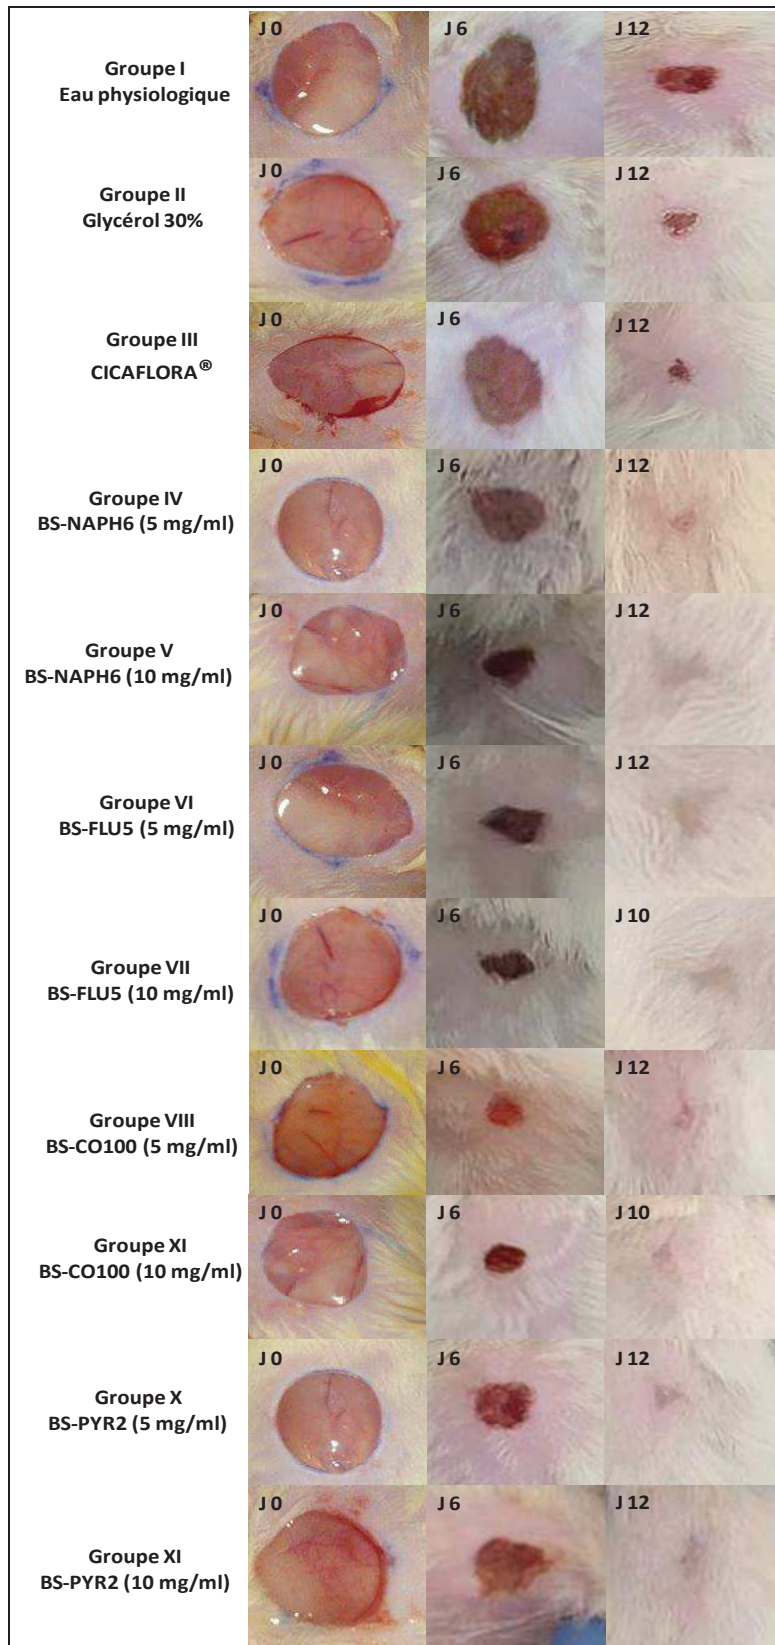 J 0 J 6 J 12
Groupe I
Eau physiologique
J 0 J 6 J 12
Groupe II
Glycérol 30%
J 0 J 6 J 12
Groupe III
CICAFLORA®
J 0 J 6 J 12
Groupe IV
BS-NAPH6 (5 mg/ml)
J 0 J 6 J 12
Groupe V
BS-NAPH6 (10 mg/ml)
J 0 J 6 J 12
Groupe VI
BS-FLU5 (5 mg/ml)
J 0 J 6 J 10
Groupe VII
BS-FLU5 (10 mg/ml)
J 0 J 6 J 12
Groupe VIII
BS-CO100 (5 mg/ml)
J 0 J 6 J 10
Groupe XI
BS-CO100 (10 mg/ml)
J 0 J 6 J 12
Groupe X
BS-PYR2 (5 mg/ml)
J 0 J 6 J 12
Groupe XI
BS-PYR2 (10 mg/ml)